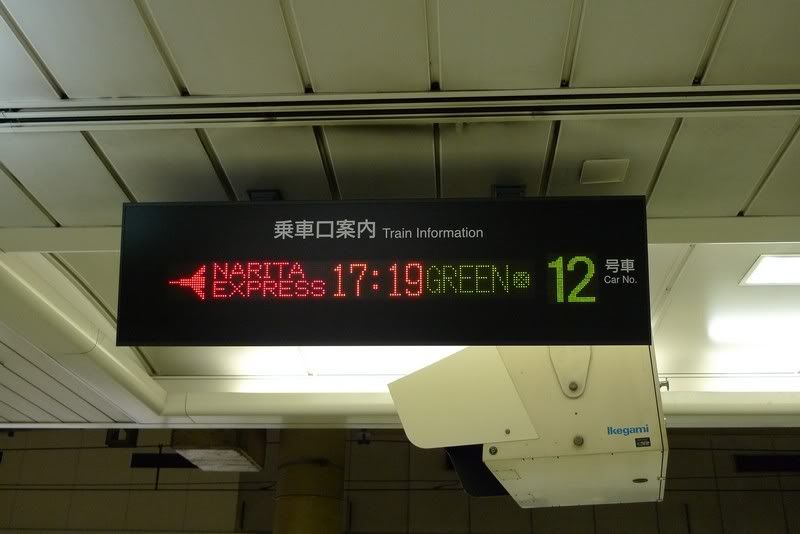 乗車口案内 Train Information
NARITA EXPRESS 17:19 GREEN 12 号車 Car No.
Ikegami